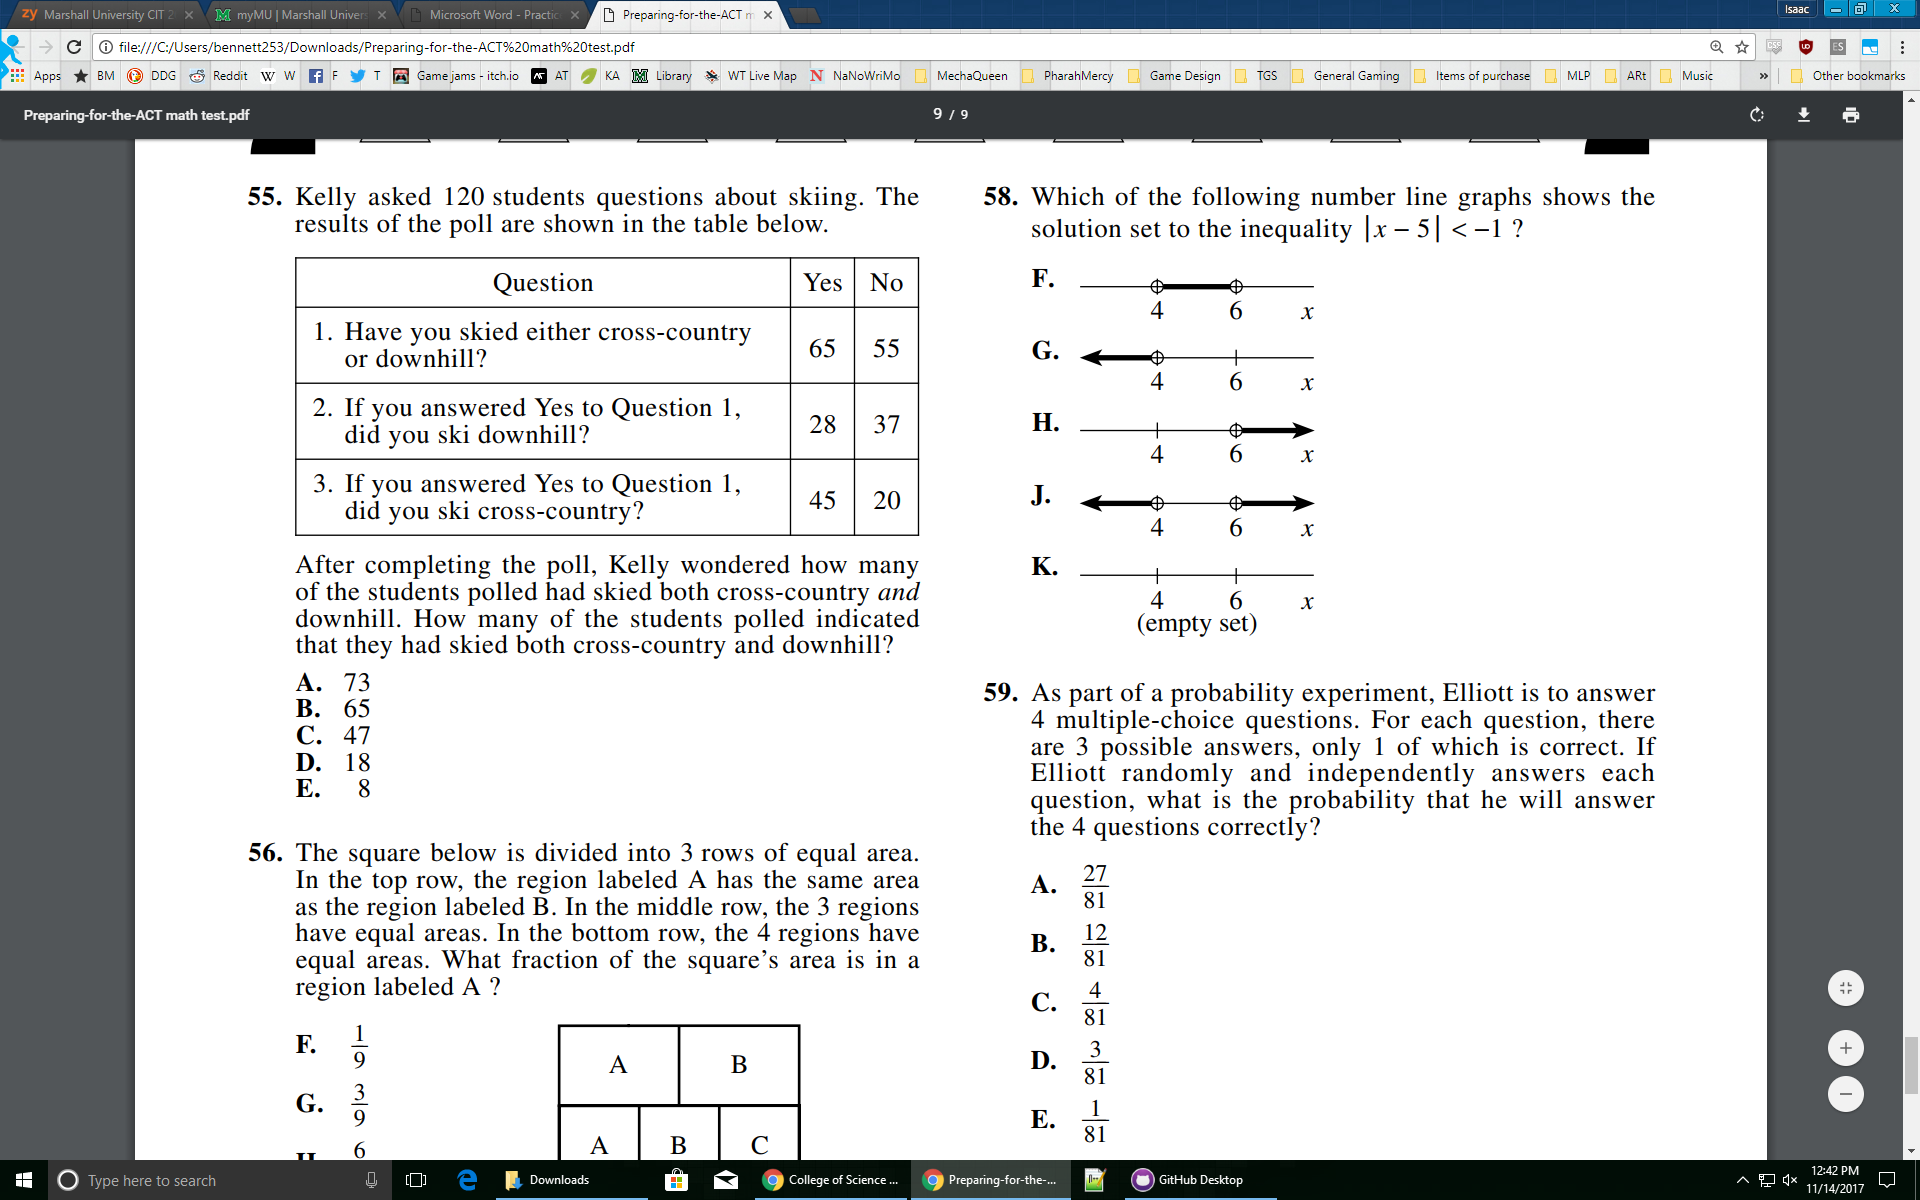 Marshall University CIT 2
myMU | Marshall Univers
Microsoft Word - Practic
Preparing-for-the-ACT m
Isaac
file:///C:/Users/bennett253/Downloads/Preparing-for-the-ACT%20math%20test.pdf
Apps BM DDG Reddit W W F T Game jams - itch.io AT KA Library WT Live Map NaNoWriMo MechaQueen PharahMercy Game Design TGS General Gaming Items of purchase MLP ARt Music » Other bookmarks
Preparing-for-the-ACT math test.pdf
9 / 9
55. Kelly asked 120 students questions about skiing. The
results of the poll are shown in the table below.
Question Yes No
1. Have you skied either cross-country
or downhill?
65 55
2. If you answered Yes to Question 1,
did you ski downhill?
28 37
3. If you answered Yes to Question 1,
did you ski cross-country?
45 20
After completing the poll, Kelly wondered how many
of the students polled had skied both cross-country and
downhill. How many of the students polled indicated
that they had skied both cross-country and downhill?
A. 73
B. 65
C. 47
D. 18
E. 8
56. The square below is divided into 3 rows of equal area.
In the top row, the region labeled A has the same area
as the region labeled B. In the middle row, the 3 regions
have equal areas. In the bottom row, the 4 regions have
equal areas. What fraction of the square's area is in a
region labeled A ?
F. 1/9
G. 3/9
6
A B
A B C
58. Which of the following number line graphs shows the
solution set to the inequality |x − 5| < −1 ?
F.
4 6 x
G.
4 6 x
H.
4 6 x
J.
4 6 x
K.
4 6 x
(empty set)
59. As part of a probability experiment, Elliott is to answer
4 multiple-choice questions. For each question, there
are 3 possible answers, only 1 of which is correct. If
Elliott randomly and independently answers each
question, what is the probability that he will answer
the 4 questions correctly?
A. 27/81
B. 12/81
C. 4/81
D. 3/81
E. 1/81
Type here to search
Downloads
College of Science ...
Preparing-for-the-...
GitHub Desktop
12:42 PM
11/14/2017